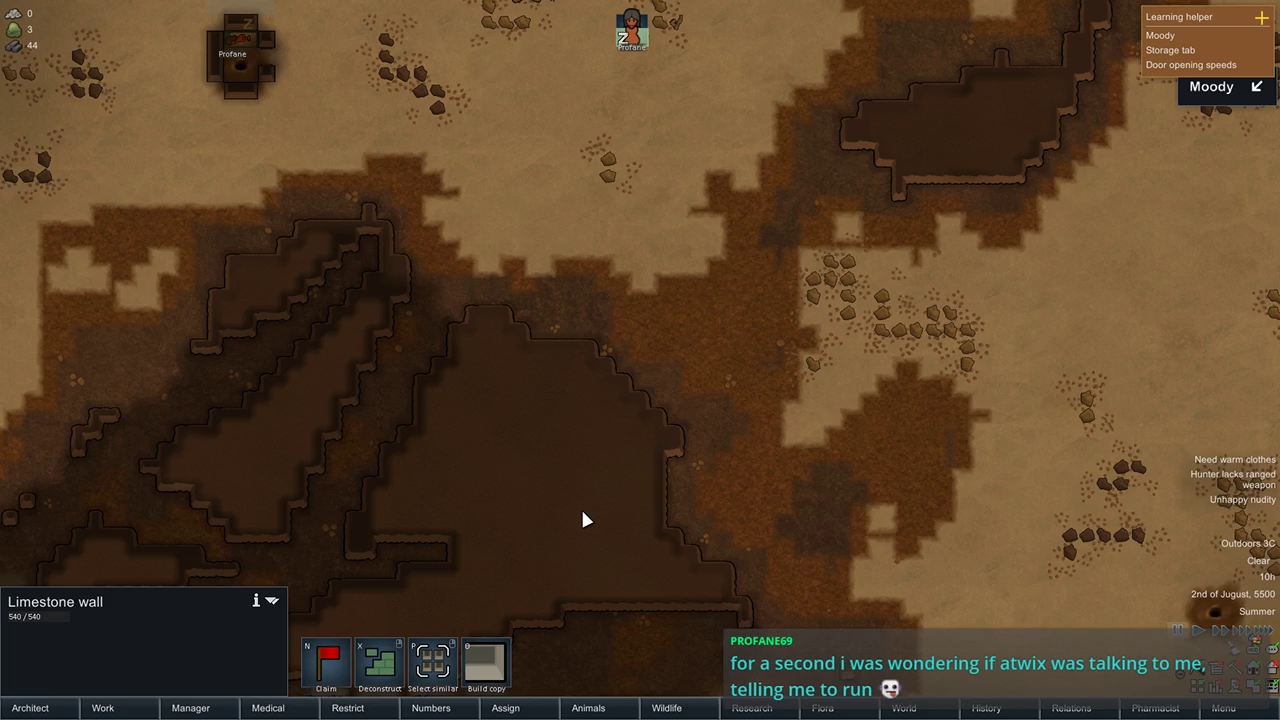 0
3
44
Z
Profane
Z
Profane
Learning helper
Moody
Storage tab
Door opening speeds
Moody
Need warm clothes
Hunter lacks ranged
weapon
Unhappy nudity
Outdoors 3C
Clear
10h
2nd of Jugust, 5500
Summer
Limestone wall
540 / 540
N
Claim
X
Deconstruct
P
Select similar
Build copy
PROFANE69
for a second i was wondering if atwix was talking to me,
telling me to run
Architect
Work
Manager
Medical
Restrict
Numbers
Assign
Animals
Wildlife
Research
Flora
World
History
Relations
Pharmacist
Menu